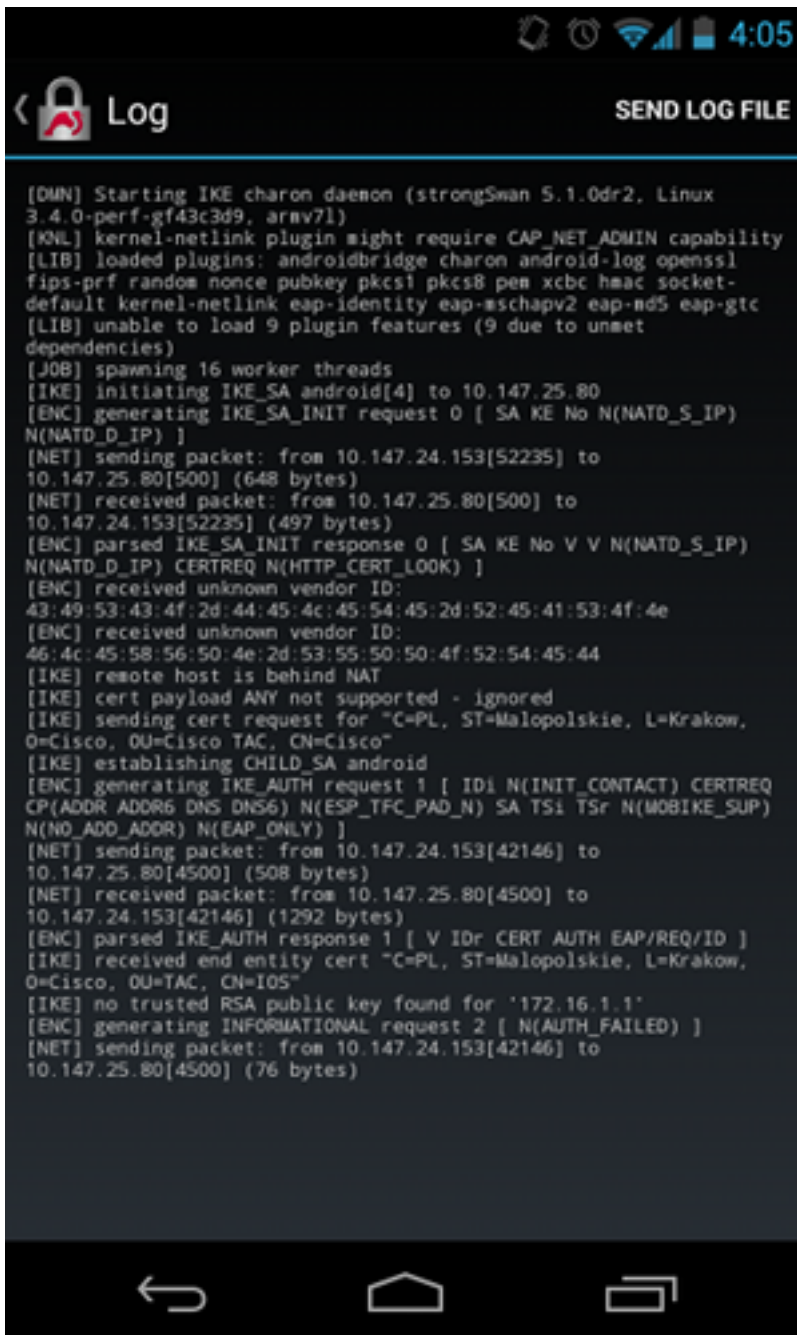 4:05
Log SEND LOG FILE
[DMN] Starting IKE charon daemon (strongSwan 5.1.0dr2, Linux
3.4.0-perf-gf43c3d9, armv7l)
[KNL] kernel-netlink plugin might require CAP_NET_ADMIN capability
[LIB] loaded plugins: androidbridge charon android-log openssl
fips-prf random nonce pubkey pkcs1 pkcs8 pem xcbc hmac socket-
default kernel-netlink eap-identity eap-mschapv2 eap-md5 eap-gtc
[LIB] unable to load 9 plugin features (9 due to unmet
dependencies)
[JOB] spawning 16 worker threads
[IKE] initiating IKE_SA android[4] to 10.147.25.80
[ENC] generating IKE_SA_INIT request 0 [ SA KE No N(NATD_S_IP)
N(NATD_D_IP) ]
[NET] sending packet: from 10.147.24.153[52235] to
10.147.25.80[500] (648 bytes)
[NET] received packet: from 10.147.25.80[500] to
10.147.24.153[52235] (497 bytes)
[ENC] parsed IKE_SA_INIT response 0 [ SA KE No V V N(NATD_S_IP)
N(NATD_D_IP) CERTREQ N(HTTP_CERT_LOOK) ]
[ENC] received unknown vendor ID:
43:49:53:43:4f:2d:44:45:4c:45:54:45:2d:52:45:41:53:4f:4e
[ENC] received unknown vendor ID:
46:4c:45:58:56:50:4e:2d:53:55:50:50:4f:52:54:45:44
[IKE] remote host is behind NAT
[IKE] cert payload ANY not supported - ignored
[IKE] sending cert request for "C=PL, ST=Malopolskie, L=Krakow,
O=Cisco, OU=Cisco TAC, CN=Cisco"
[IKE] establishing CHILD_SA android
[ENC] generating IKE_AUTH request 1 [ IDi N(INIT_CONTACT) CERTREQ
CP(ADDR ADDR6 DNS DNS6) N(ESP_TFC_PAD_N) SA TSi TSr N(MOBIKE_SUP)
N(NO_ADD_ADDR) N(EAP_ONLY) ]
[NET] sending packet: from 10.147.24.153[42146] to
10.147.25.80[4500] (508 bytes)
[NET] received packet: from 10.147.25.80[4500] to
10.147.24.153[42146] (1292 bytes)
[ENC] parsed IKE_AUTH response 1 [ V IDr CERT AUTH EAP/REQ/ID ]
[IKE] received end entity cert "C=PL, ST=Malopolskie, L=Krakow,
O=Cisco, OU=TAC, CN=IOS"
[IKE] no trusted RSA public key found for '172.16.1.1'
[ENC] generating INFORMATIONAL request 2 [ N(AUTH_FAILED) ]
[NET] sending packet: from 10.147.24.153[42146] to
10.147.25.80[4500] (76 bytes)